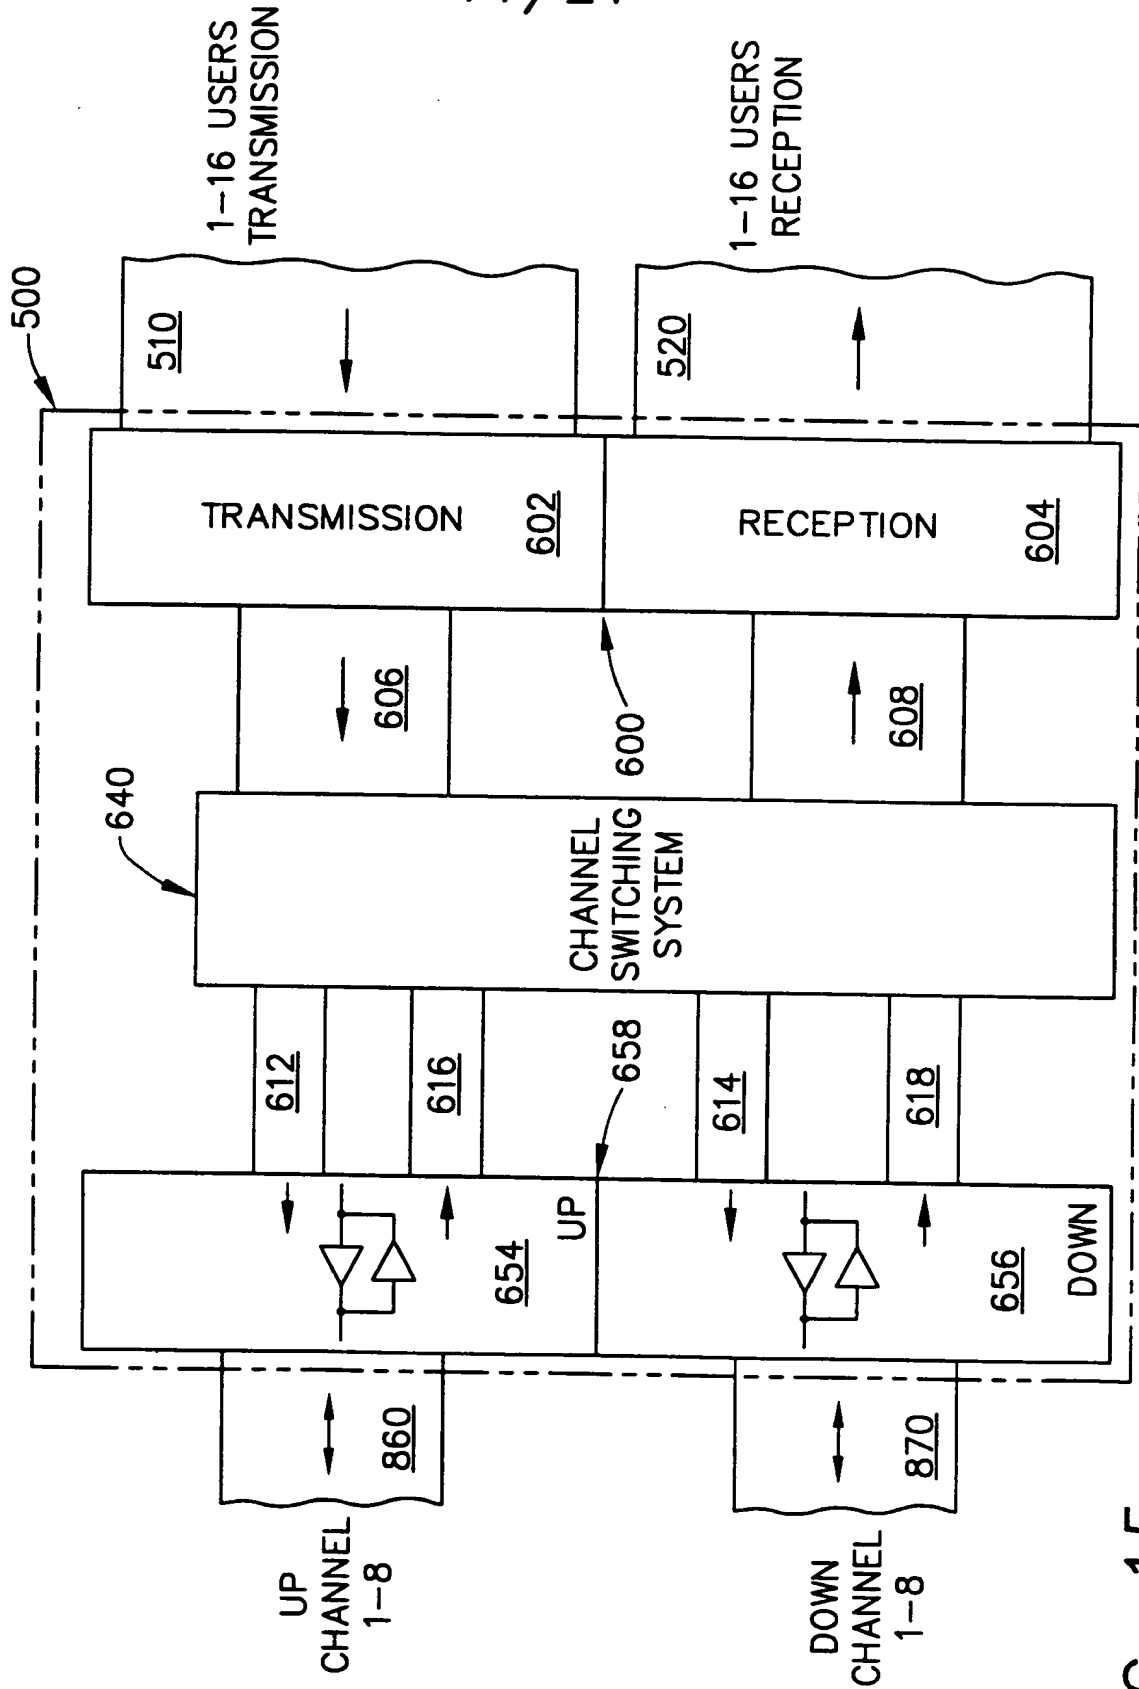 500
1-16 USERS
TRANSMISSION
1-16 USERS
RECEPTION
510
520
TRANSMISSION
602
RECEPTION
604
606
600
608
640
CHANNEL
SWITCHING
SYSTEM
612
616
658
614
618
654
UP
656
DOWN
860
870
UP
CHANNEL
1-8
DOWN
CHANNEL
1-8